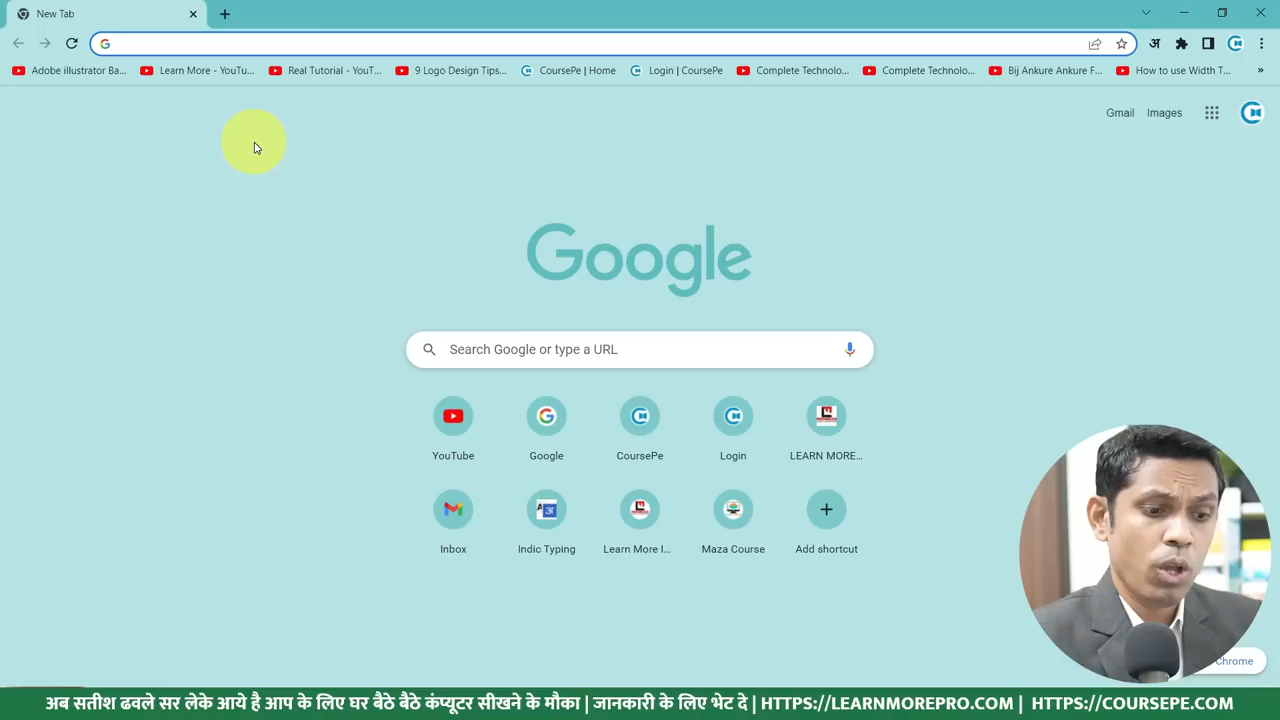 New Tab
Adobe illustrator Ba...
Learn More - YouTu...
Real Tutorial - YouT...
9 Logo Design Tips...
CoursePe | Home
Login | CoursePe
Complete Technolo...
Complete Technolo...
Bij Ankure Ankure F...
How to use Width T...
Gmail Images
Google
Search Google or type a URL
YouTube Google CoursePe Login LEARN MORE...
Inbox Indic Typing Learn More I... Maza Course Add shortcut
Chrome
अब सतीश ढवले सर लेके आये है आप के लिए घर बैठे बैठे कंप्यूटर सीखने के मौका | जानकारी के लिए भेट दे | HTTPS://LEARNMOREPRO.COM | HTTPS://COURSEPE.COM